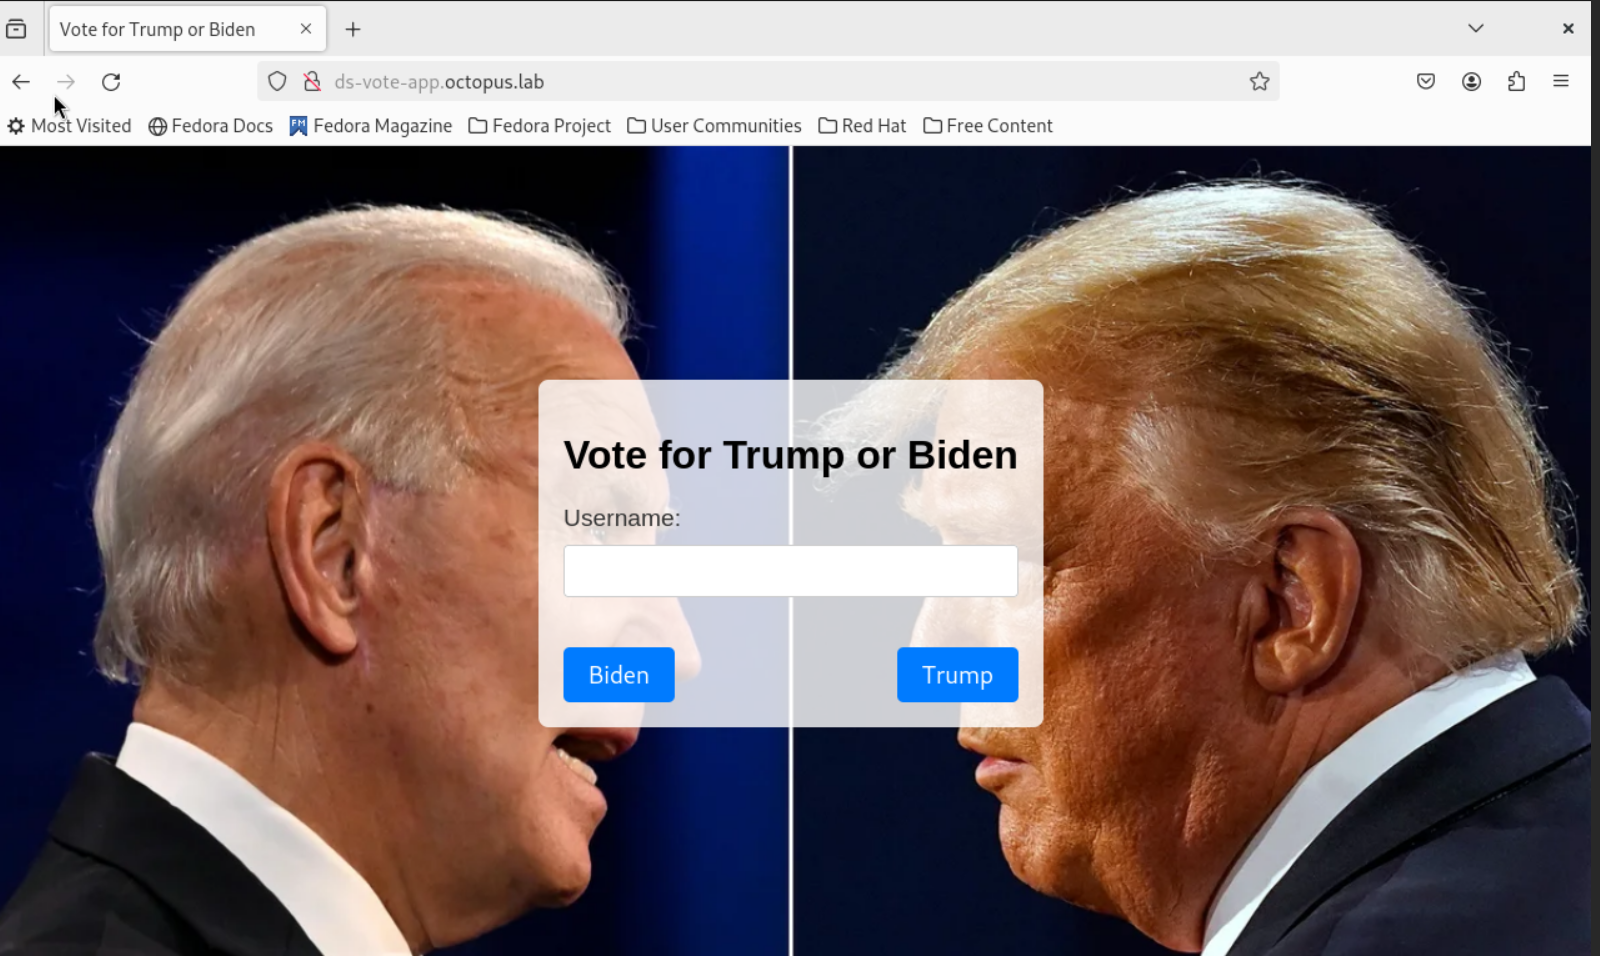 Vote for Trump or Biden
ds-vote-app.octopus.lab
Most Visited Fedora Docs FM Fedora Magazine Fedora Project User Communities Red Hat Free Content
Vote for Trump or Biden
Username:
Biden Trump